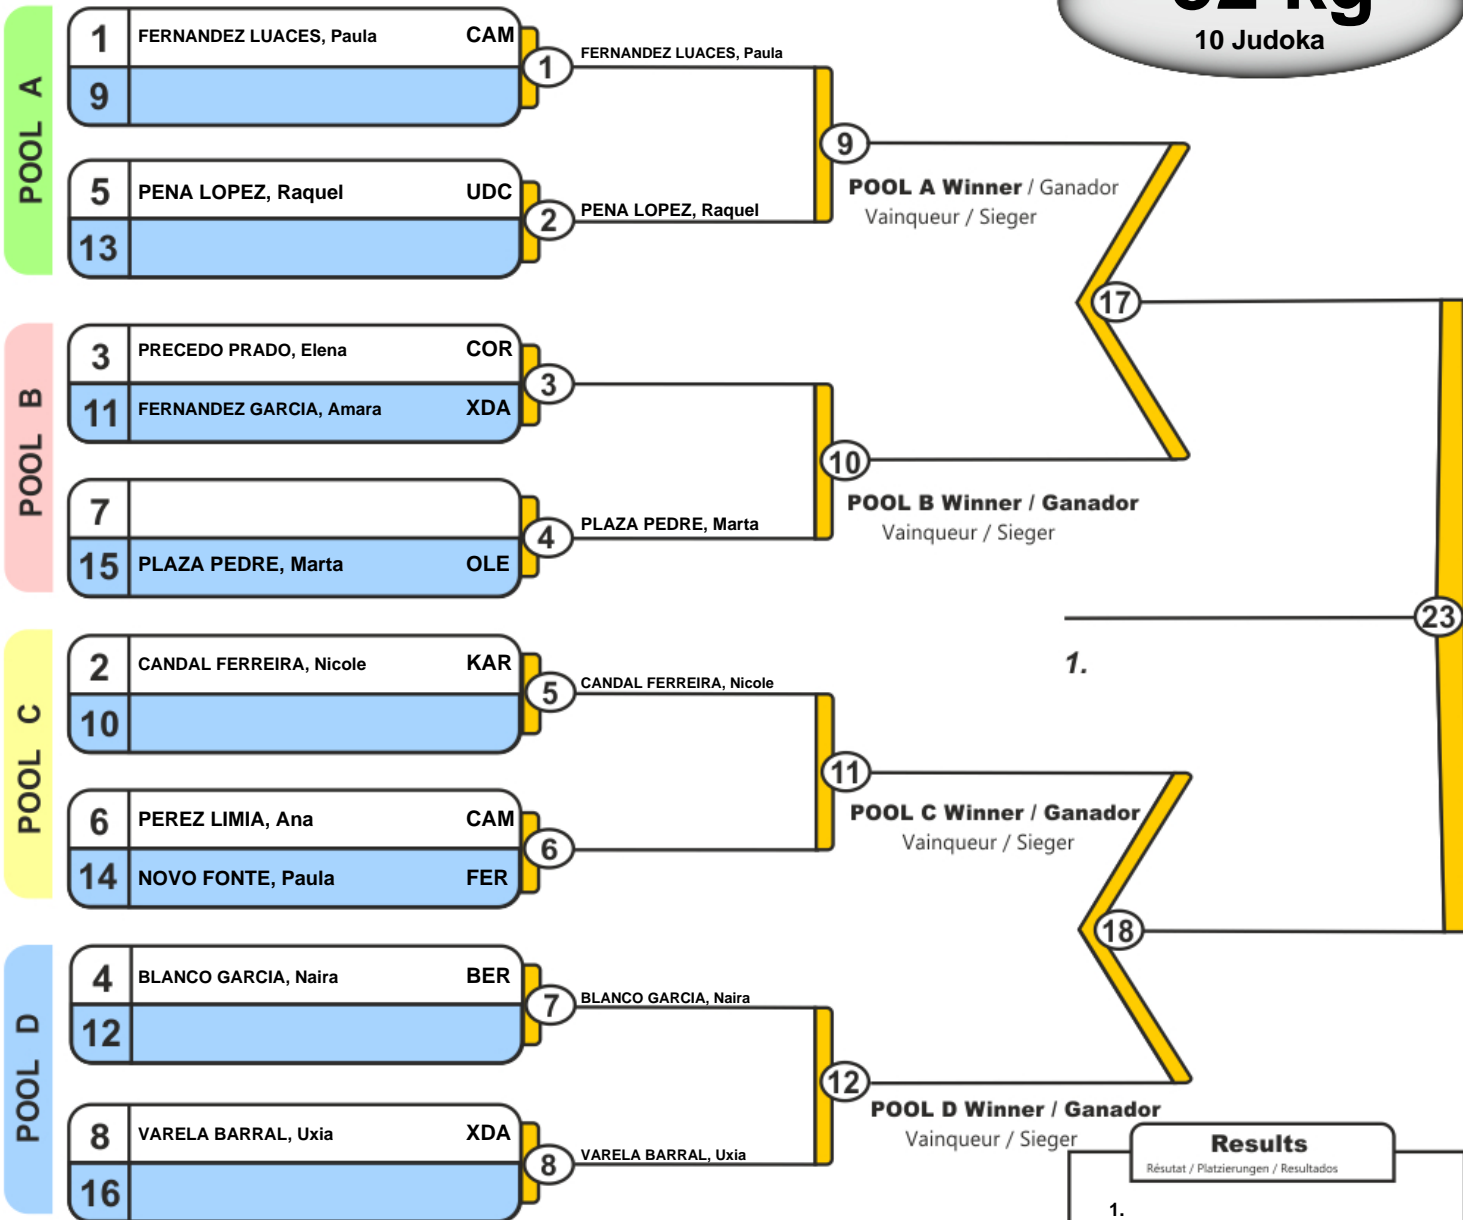 52 kg
10 Judoka
POOL A
1 FERNANDEZ LUACES, Paula CAM
9
1 FERNANDEZ LUACES, Paula
5 PENA LOPEZ, Raquel UDC
13
2 PENA LOPEZ, Raquel
9
POOL A Winner / Ganador
Vainqueur / Sieger
17
POOL B
3 PRECEDO PRADO, Elena COR
11 FERNANDEZ GARCIA, Amara XDA
3
7
15 PLAZA PEDRE, Marta OLE
4 PLAZA PEDRE, Marta
10
POOL B Winner / Ganador
Vainqueur / Sieger
23
1.
POOL C
2 CANDAL FERREIRA, Nicole KAR
10
5 CANDAL FERREIRA, Nicole
6 PEREZ LIMIA, Ana CAM
14 NOVO FONTE, Paula FER
6
11
POOL C Winner / Ganador
Vainqueur / Sieger
18
POOL D
4 BLANCO GARCIA, Naira BER
12
7 BLANCO GARCIA, Naira
8 VARELA BARRAL, Uxia XDA
16
8 VARELA BARRAL, Uxia
12
POOL D Winner / Ganador
Vainqueur / Sieger
Results
Résutat / Platzierungen / Resultados
1.